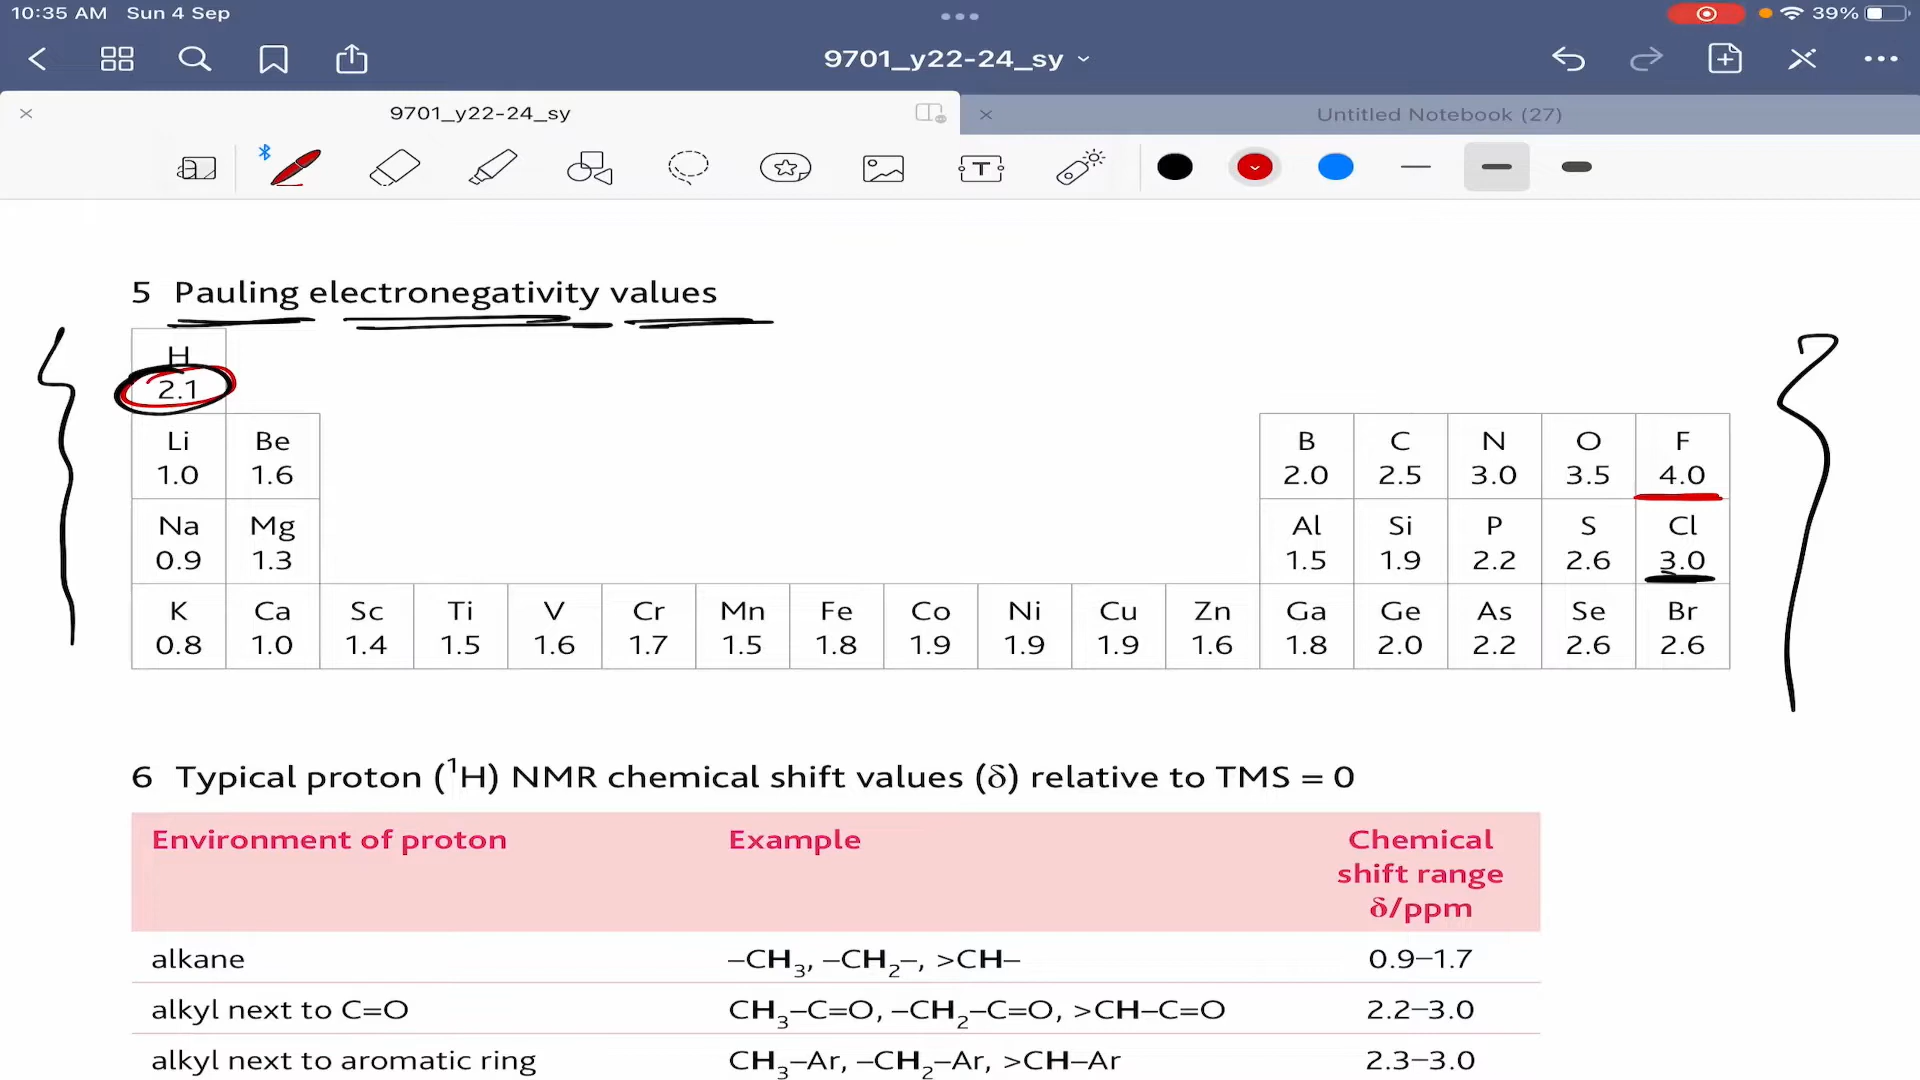 10:35 AM Sun 4 Sep
39%
9701_y22-24_sy
9701_y22-24_sy
Untitled Notebook (27)
5 Pauling electronegativity values
H
2.1
Li Be B C N O F
1.0 1.6 2.0 2.5 3.0 3.5 4.0
Na Mg Al Si P S Cl
0.9 1.3 1.5 1.9 2.2 2.6 3.0
K Ca Sc Ti V Cr Mn Fe Co Ni Cu Zn Ga Ge As Se Br
0.8 1.0 1.4 1.5 1.6 1.7 1.5 1.8 1.9 1.9 1.9 1.6 1.8 2.0 2.2 2.6 2.6
6 Typical proton (¹H) NMR chemical shift values (δ) relative to TMS = 0
Environment of proton Example Chemical
shift range
δ/ppm
alkane –CH₃, –CH₂–, >CH– 0.9–1.7
alkyl next to C=O CH₃–C=O, –CH₂–C=O, >CH–C=O 2.2–3.0
alkyl next to aromatic ring CH₃–Ar, –CH₂–Ar, >CH–Ar 2.3–3.0